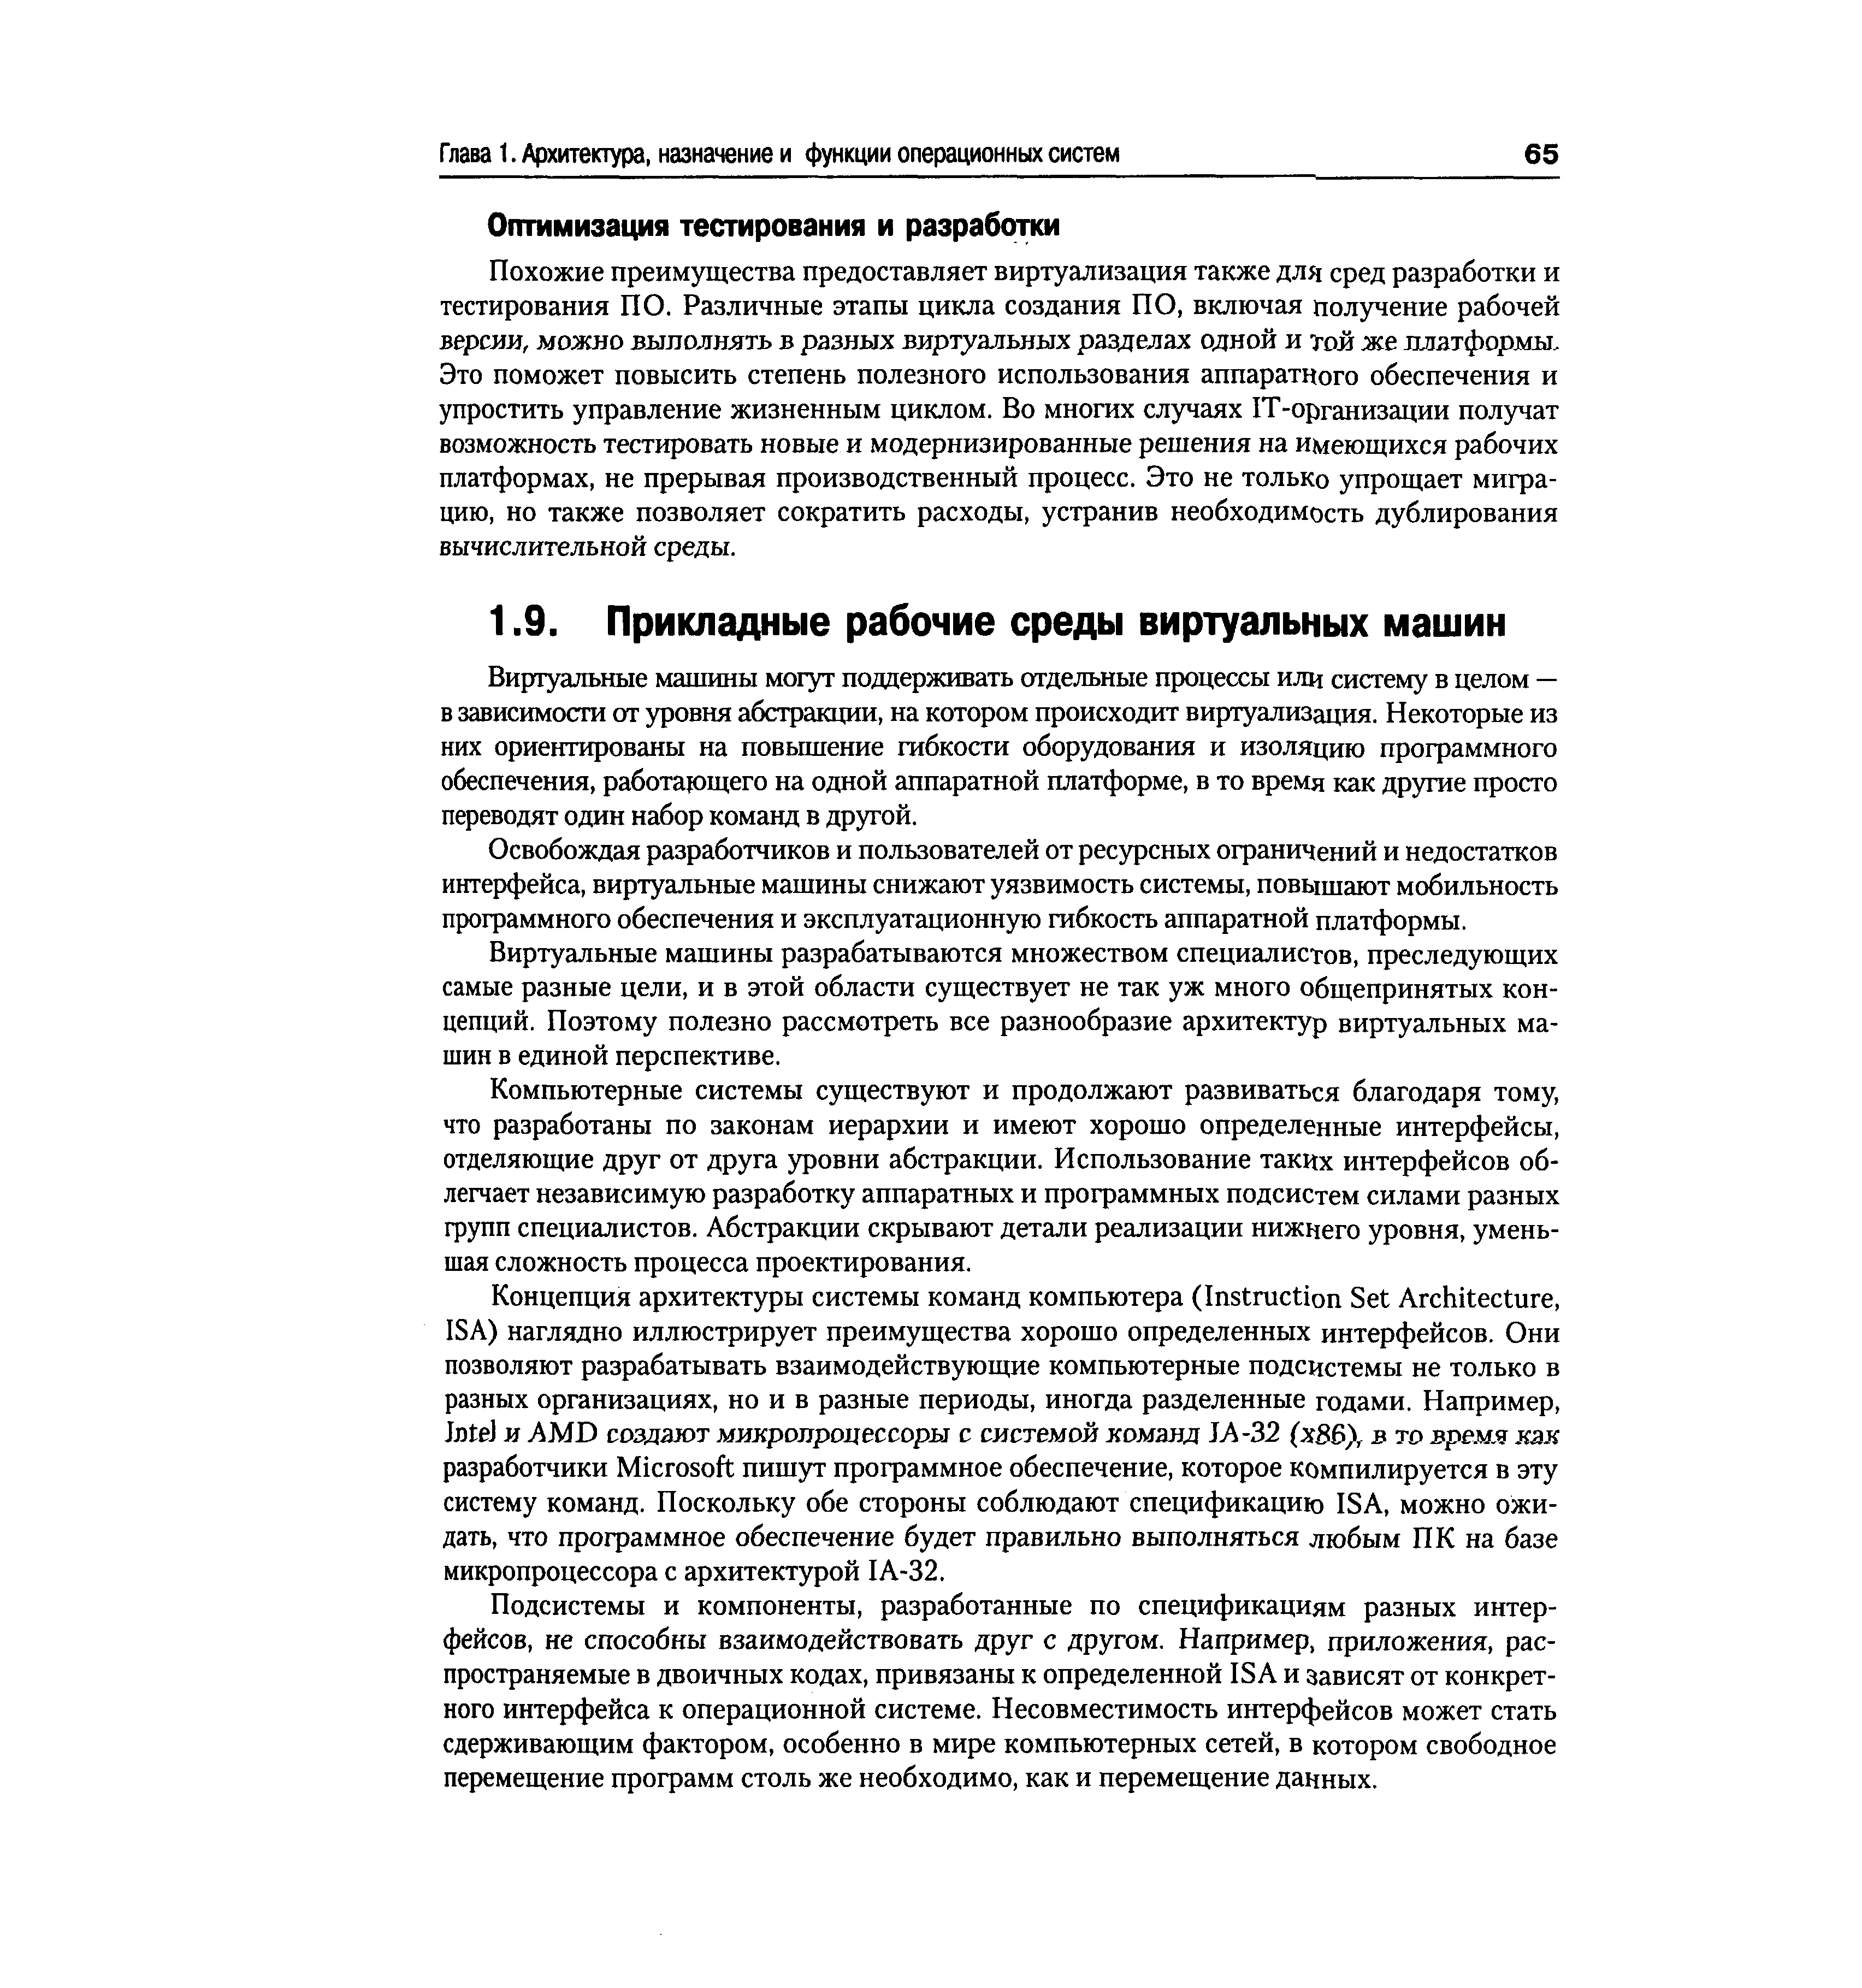 Глава 1. Архитектура, назначение и функции операционных систем 65
Оптимизация тестирования и разработки
Похожие преимущества предоставляет виртуализация также для сред разработки и
тестирования ПО. Различные этапы цикла создания ПО, включая получение рабочей
версии, можно выполнять в разных виртуальных разделах одной и той же платформы.
Это поможет повысить степень полезного использования аппаратного обеспечения и
упростить управление жизненным циклом. Во многих случаях IT-организации получат
возможность тестировать новые и модернизированные решения на имеющихся рабочих
платформах, не прерывая производственный процесс. Это не только упрощает мигра-
цию, но также позволяет сократить расходы, устранив необходимость дублирования
вычислительной среды.
1.9. Прикладные рабочие среды виртуальных машин
Виртуальные машины могут поддерживать отдельные процессы или систему в целом —
в зависимости от уровня абстракции, на котором происходит виртуализация. Некоторые из
них ориентированы на повышение гибкости оборудования и изоляцию программного
обеспечения, работающего на одной аппаратной платформе, в то время как другие просто
переводят один набор команд в другой.
Освобождая разработчиков и пользователей от ресурсных ограничений и недостатков
интерфейса, виртуальные машины снижают уязвимость системы, повышают мобильность
программного обеспечения и эксплуатационную гибкость аппаратной платформы.
Виртуальные машины разрабатываются множеством специалистов, преследующих
самые разные цели, и в этой области существует не так уж много общепринятых кон-
цепций. Поэтому полезно рассмотреть все разнообразие архитектур виртуальных ма-
шин в единой перспективе.
Компьютерные системы существуют и продолжают развиваться благодаря тому,
что разработаны по законам иерархии и имеют хорошо определенные интерфейсы,
отделяющие друг от друга уровни абстракции. Использование таких интерфейсов об-
легчает независимую разработку аппаратных и программных подсистем силами разных
групп специалистов. Абстракции скрывают детали реализации нижнего уровня, умень-
шая сложность процесса проектирования.
Концепция архитектуры системы команд компьютера (Instruction Set Architecture,
ISA) наглядно иллюстрирует преимущества хорошо определенных интерфейсов. Они
позволяют разрабатывать взаимодействующие компьютерные подсистемы не только в
разных организациях, но и в разные периоды, иногда разделенные годами. Например,
Intel и AMD создают микропроцессоры с системой команд IA-32 (x86), в то время как
разработчики Microsoft пишут программное обеспечение, которое компилируется в эту
систему команд. Поскольку обе стороны соблюдают спецификацию ISA, можно ожи-
дать, что программное обеспечение будет правильно выполняться любым ПК на базе
микропроцессора с архитектурой IA-32.
Подсистемы и компоненты, разработанные по спецификациям разных интер-
фейсов, не способны взаимодействовать друг с другом. Например, приложения, рас-
пространяемые в двоичных кодах, привязаны к определенной ISA и зависят от конкрет-
ного интерфейса к операционной системе. Несовместимость интерфейсов может стать
сдерживающим фактором, особенно в мире компьютерных сетей, в котором свободное
перемещение программ столь же необходимо, как и перемещение данных.